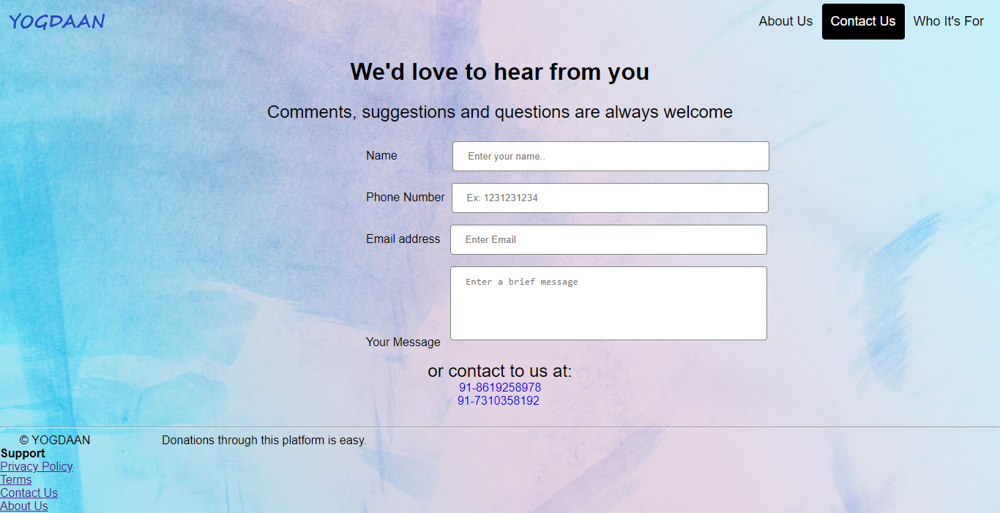 YOGDAAN
About Us Contact Us Who It's For
We'd love to hear from you
Comments, suggestions and questions are always welcome
Name Enter your name..
Phone Number Ex: 1231231234
Email address Enter Email
Enter a brief message
Your Message
or contact to us at:
91-8619258978
91-7310358192
© YOGDAAN Donations through this platform is easy.
Support
Privacy Policy
Terms
Contact Us
About Us